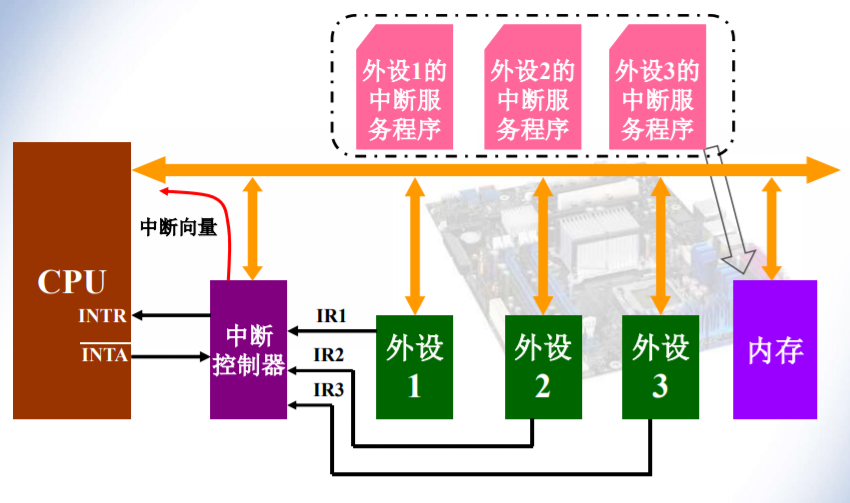 外设1的
中断服
务程序
外设2的
中断服
务程序
外设3的
中断服
务程序
中断向量
CPU
INTR
INTA
中断
控制器
IR1
IR2
IR3
外设
1
外设
2
外设
3
内存